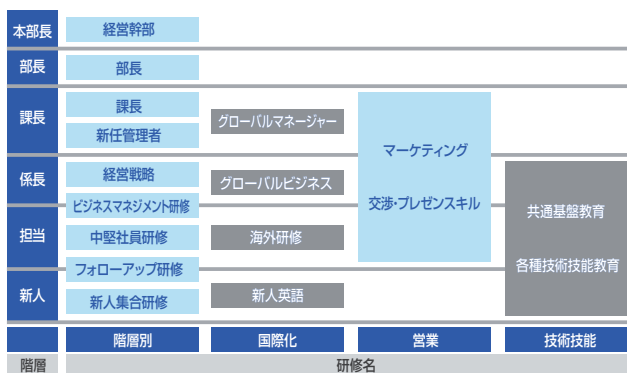 本部長
経営幹部
部長
部長
課長
課長
グローバルマネージャー
新任管理者
マーケティング
交渉・プレゼンスキル
係長
経営戦略
グローバルビジネス
ビジネスマネジメント研修
共通基盤教育
各種技術技能教育
担当
中堅社員研修
海外研修
フォローアップ研修
新人
新人集合研修
新人英語
階層別
国際化
営業
技術技能
階層
研修名